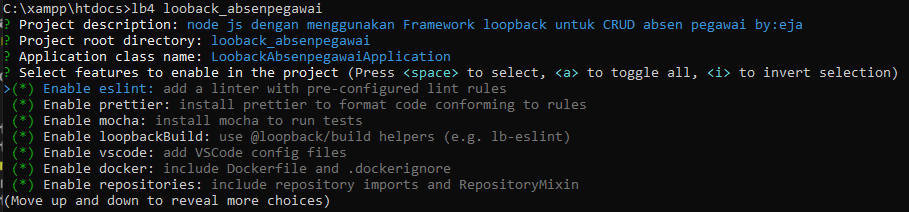 C:\xampp\htdocs>lb4 looback_absenpegawai
? Project description: node js dengan menggunakan Framework loopback untuk CRUD absen pegawai by:eja
? Project root directory: looback_absenpegawai
? Application class name: LoobackAbsenpegawaiApplication
? Select features to enable in the project (Press <space> to select, <a> to toggle all, <i> to invert selection)
>(*) Enable eslint: add a linter with pre-configured lint rules
(*) Enable prettier: install prettier to format code conforming to rules
(*) Enable mocha: install mocha to run tests
(*) Enable loopbackBuild: use @loopback/build helpers (e.g. lb-eslint)
(*) Enable vscode: add VSCode config files
(*) Enable docker: include Dockerfile and .dockerignore
(*) Enable repositories: include repository imports and RepositoryMixin
(Move up and down to reveal more choices)